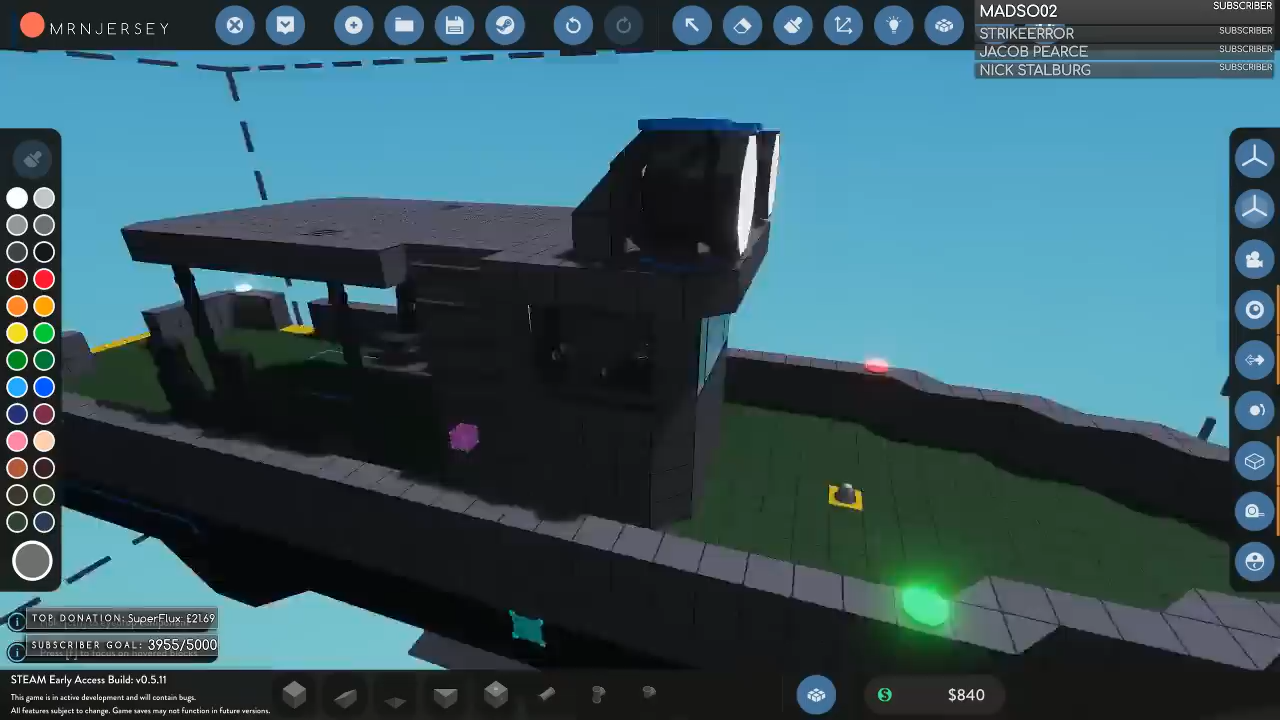 MRNJERSEY
MADSO02 SUBSCRIBER
STRIKEERROR SUBSCRIBER
JACOB PEARCE SUBSCRIBER
NICK STALBURG SUBSCRIBER
TOP DONATION: SuperFlux: £21.69
SUBSCRIBER GOAL: 3955/5000
STEAM Early Access Build: v0.5.11
This game is in active development and will contain bugs.
All features subject to change. Game saves may not function in future versions.
$ $840